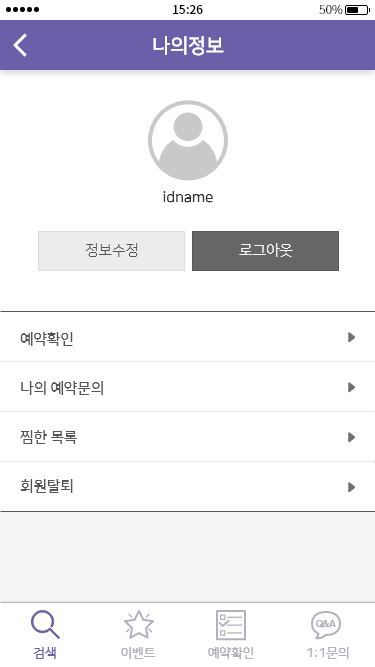 15:26
50%
나의정보
idname
정보수정 로그아웃
예약확인
나의 예약문의
찜한 목록
회원탈퇴
Q&A
검색 이벤트 예약확인 1:1문의